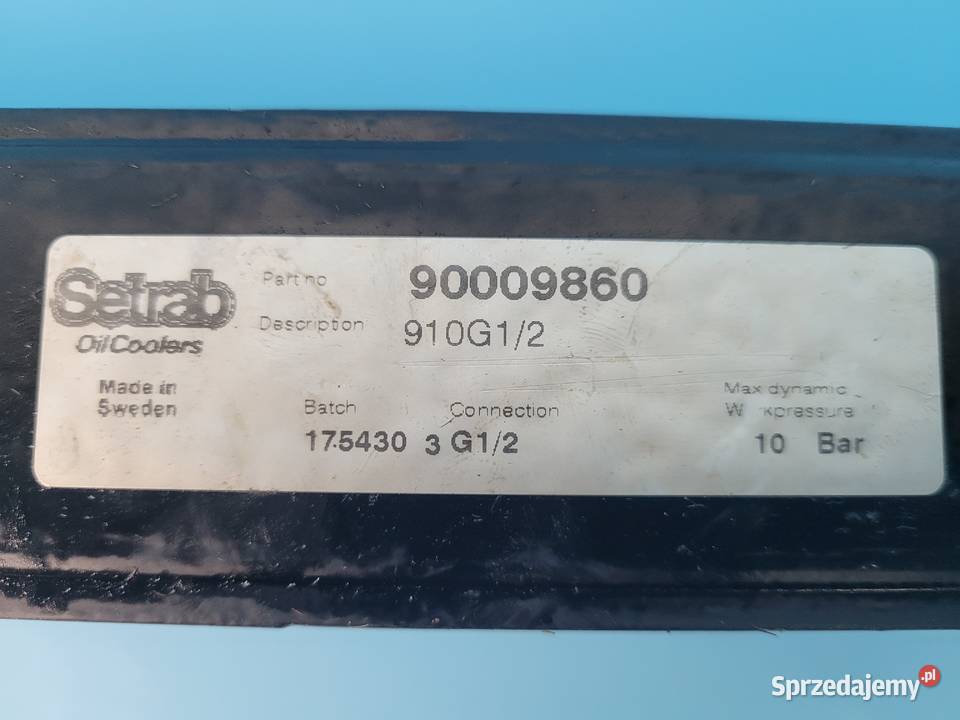 Setrab
Oil Coolers
Part no 90009860
Description 910G1/2
Made in
Sweden
Batch Connection
175430 3 G1/2
Max dynamic
10 Bar
Sprzedajemy.pl